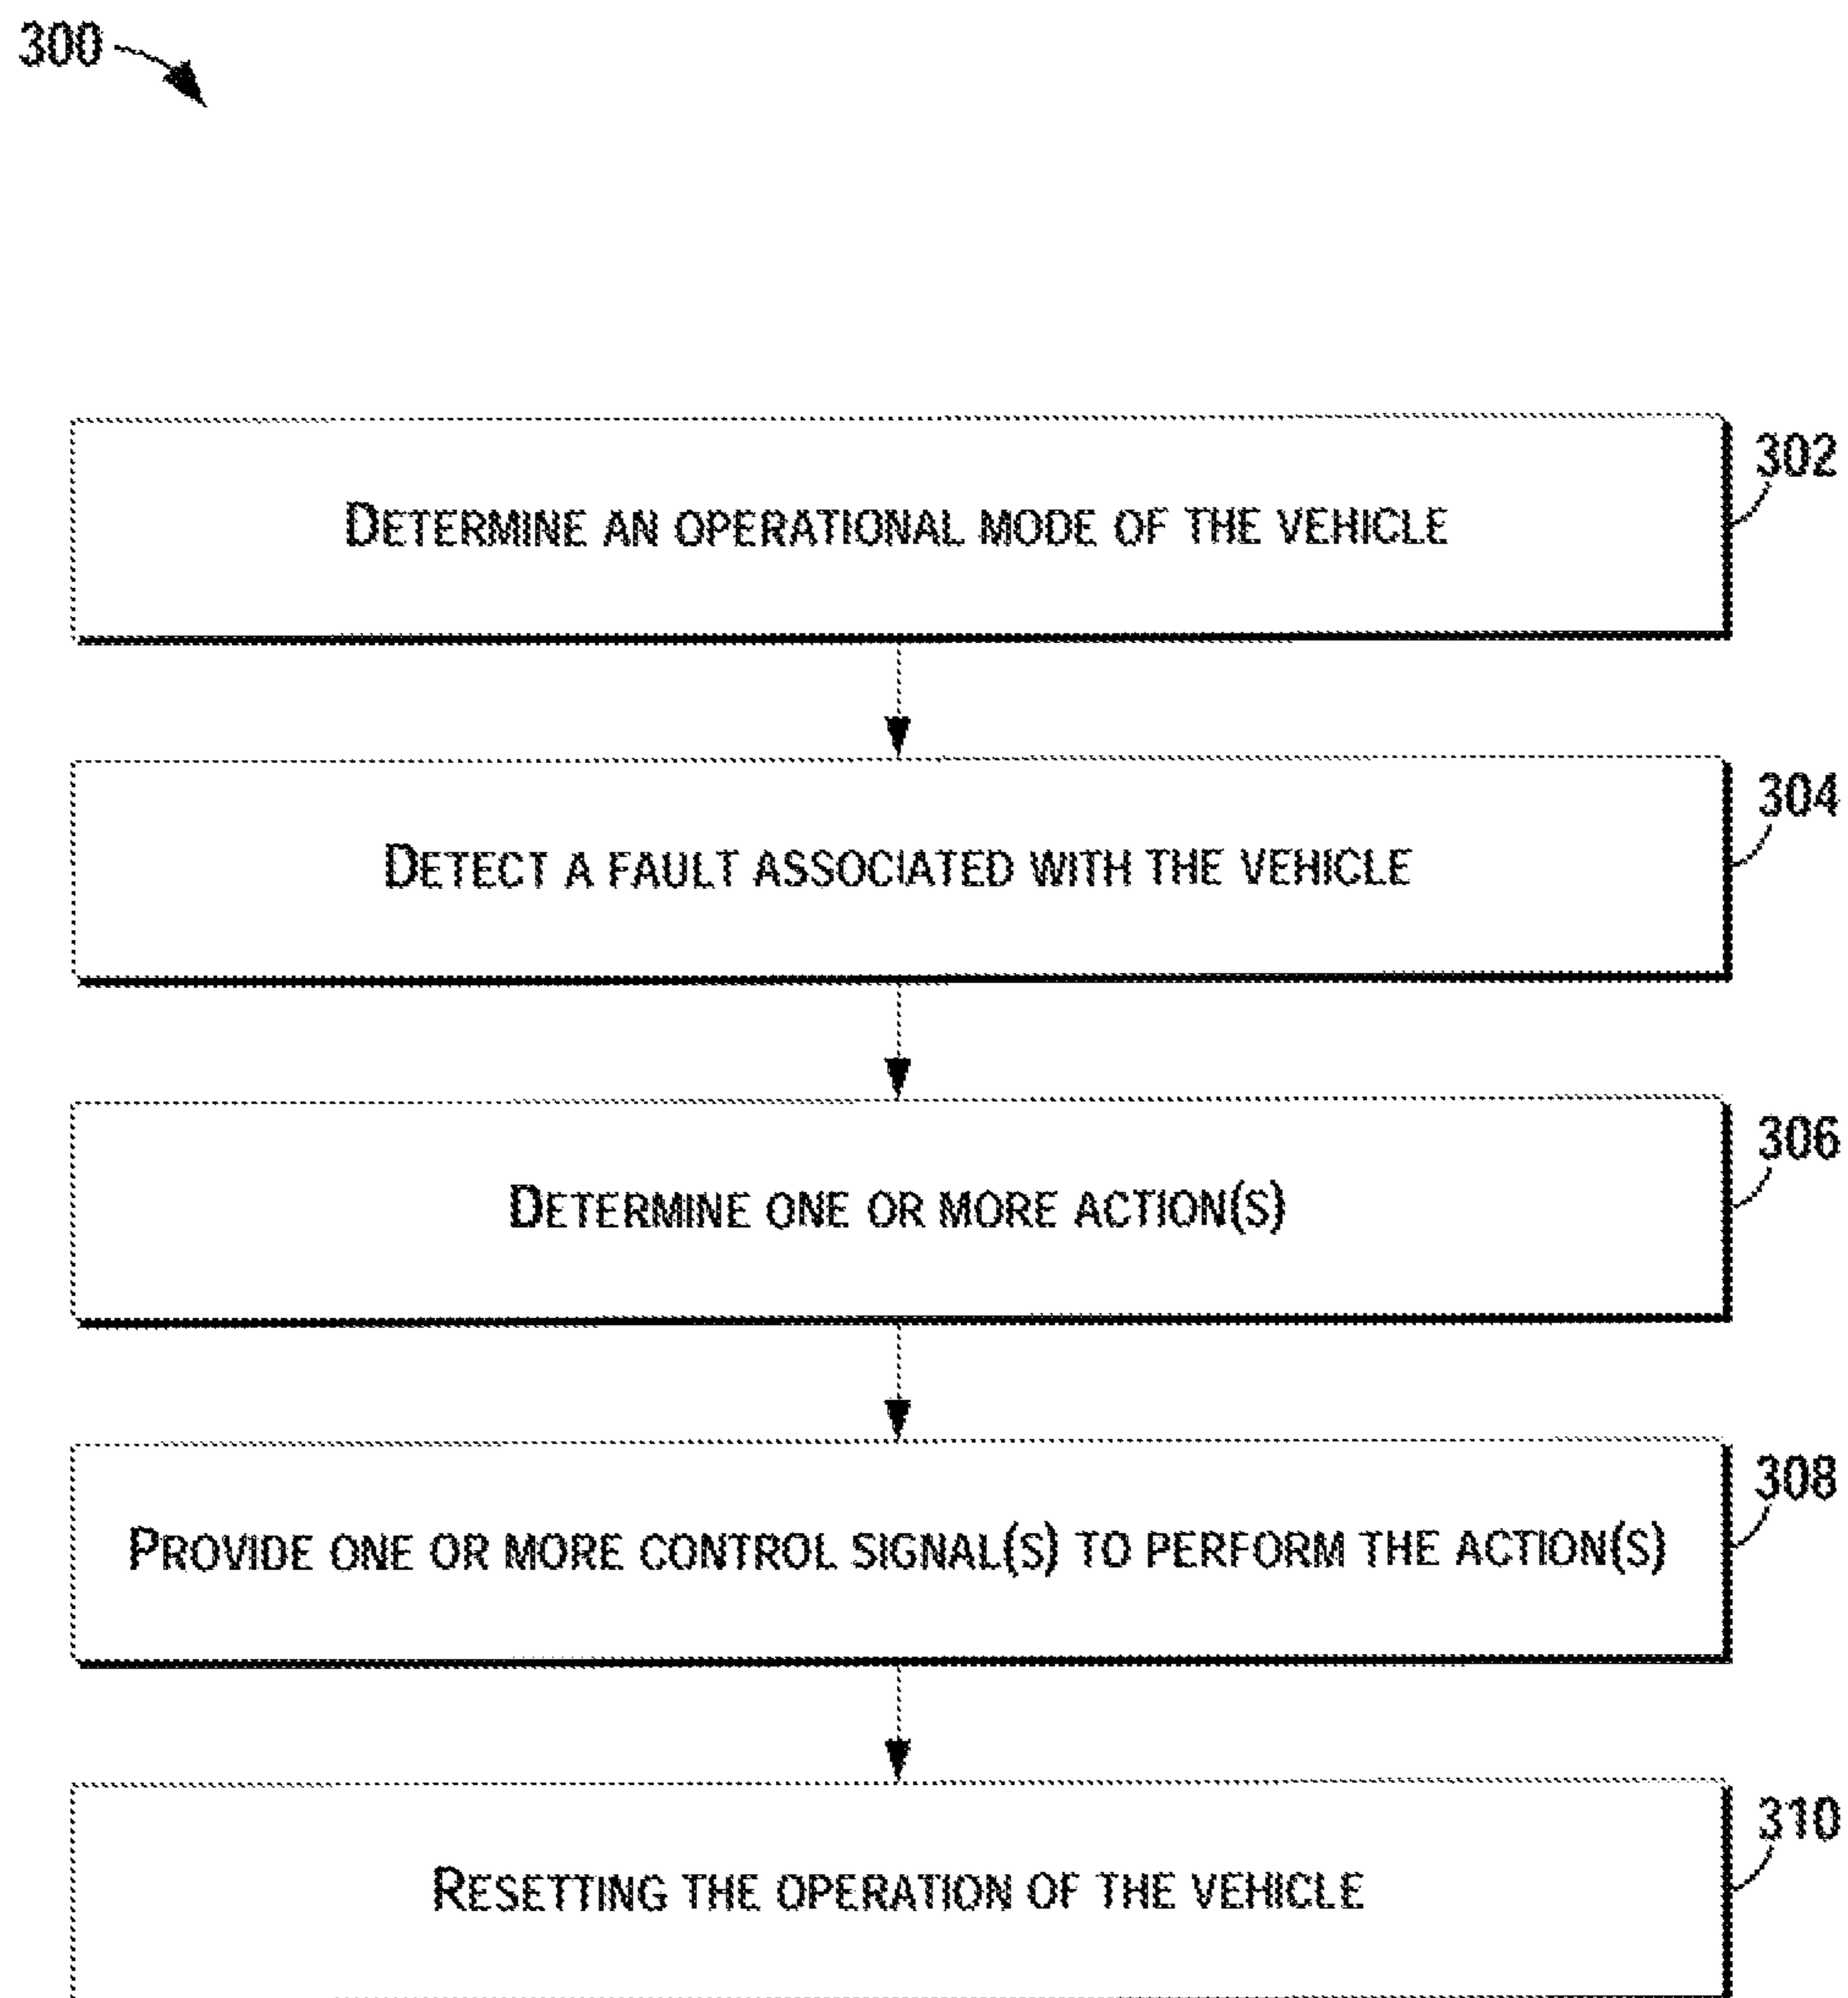 300
302
DETERMINE AN OPERATIONAL MODE OF THE VEHICLE
304
DETECT A FAULT ASSOCIATED WITH THE VEHICLE
306
DETERMINE ONE OR MORE ACTION(S)
308
PROVIDE ONE OR MORE CONTROL SIGNAL(S) TO PERFORM THE ACTION(S)
310
RESETTING THE OPERATION OF THE VEHICLE